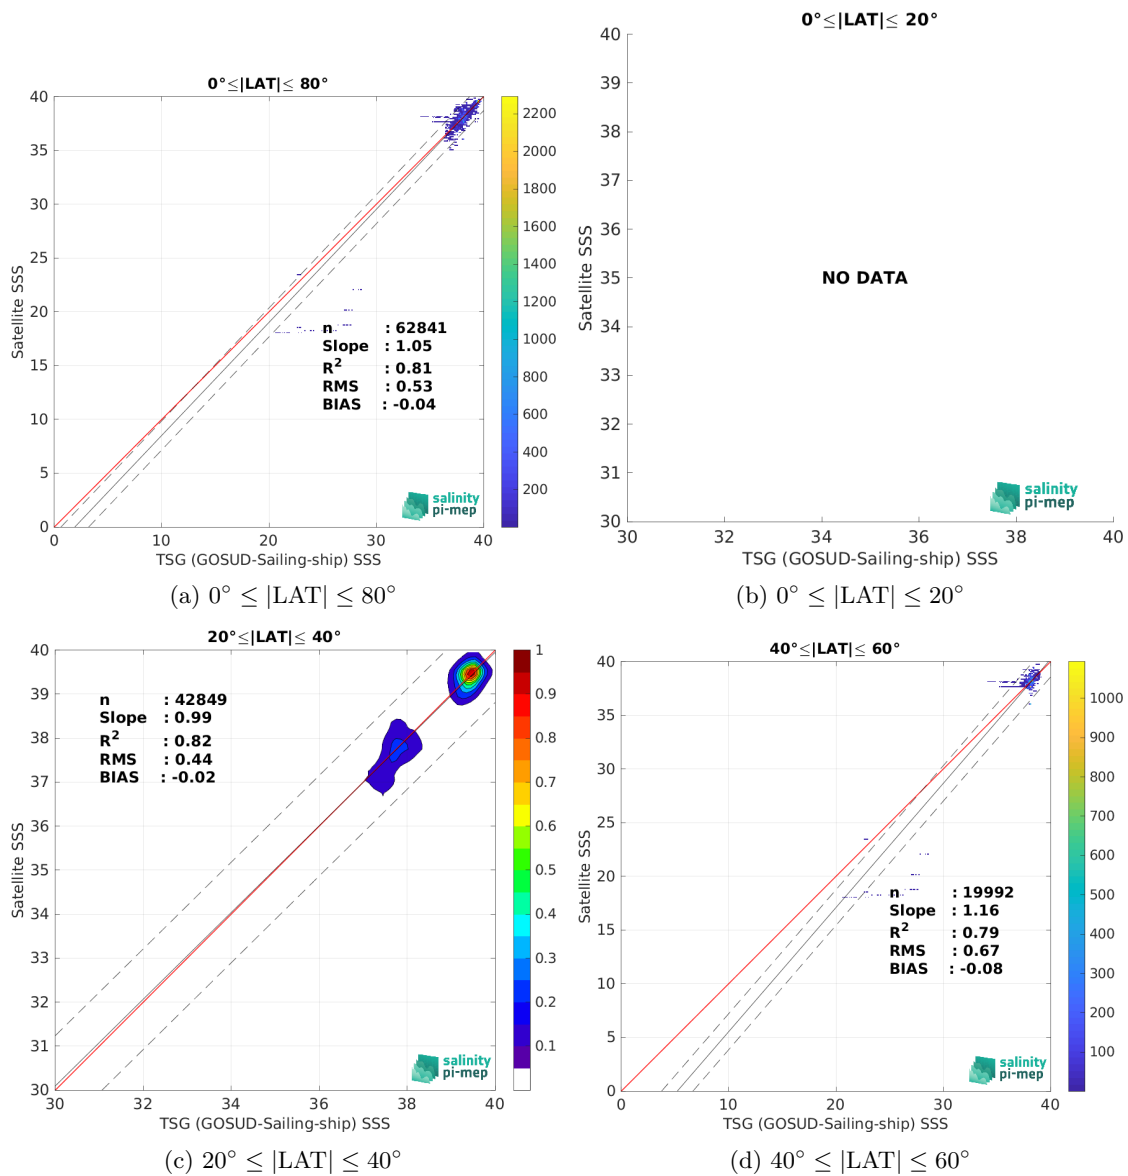 0°≤|LAT|≤ 80°
40
35
30
25
20
15
10
5
0
Satellite SSS
n : 62841
Slope : 1.05
R² : 0.81
RMS : 0.53
BIAS : -0.04
salinity
pi-mep
0 10 20 30 40
TSG (GOSUD-Sailing-ship) SSS
2200
2000
1800
1600
1400
1200
1000
800
600
400
200
(a) 0° ≤ |LAT| ≤ 80°
0°≤|LAT|≤ 20°
40
39
38
37
36
35
34
33
32
31
30
Satellite SSS
NO DATA
salinity
pi-mep
30 32 34 36 38 40
TSG (GOSUD-Sailing-ship) SSS
(b) 0° ≤ |LAT| ≤ 20°
20°≤|LAT|≤ 40°
40
39
38
37
36
35
34
33
32
31
30
Satellite SSS
n : 42849
Slope : 0.99
R² : 0.82
RMS : 0.44
BIAS : -0.02
salinity
pi-mep
30 32 34 36 38 40
TSG (GOSUD-Sailing-ship) SSS
1
0.9
0.8
0.7
0.6
0.5
0.4
0.3
0.2
0.1
(c) 20° ≤ |LAT| ≤ 40°
40°≤|LAT|≤ 60°
40
35
30
25
20
15
10
5
0
Satellite SSS
n : 19992
Slope : 1.16
R² : 0.79
RMS : 0.67
BIAS : -0.08
salinity
pi-mep
0 10 20 30 40
TSG (GOSUD-Sailing-ship) SSS
1000
900
800
700
600
500
400
300
200
100
(d) 40° ≤ |LAT| ≤ 60°